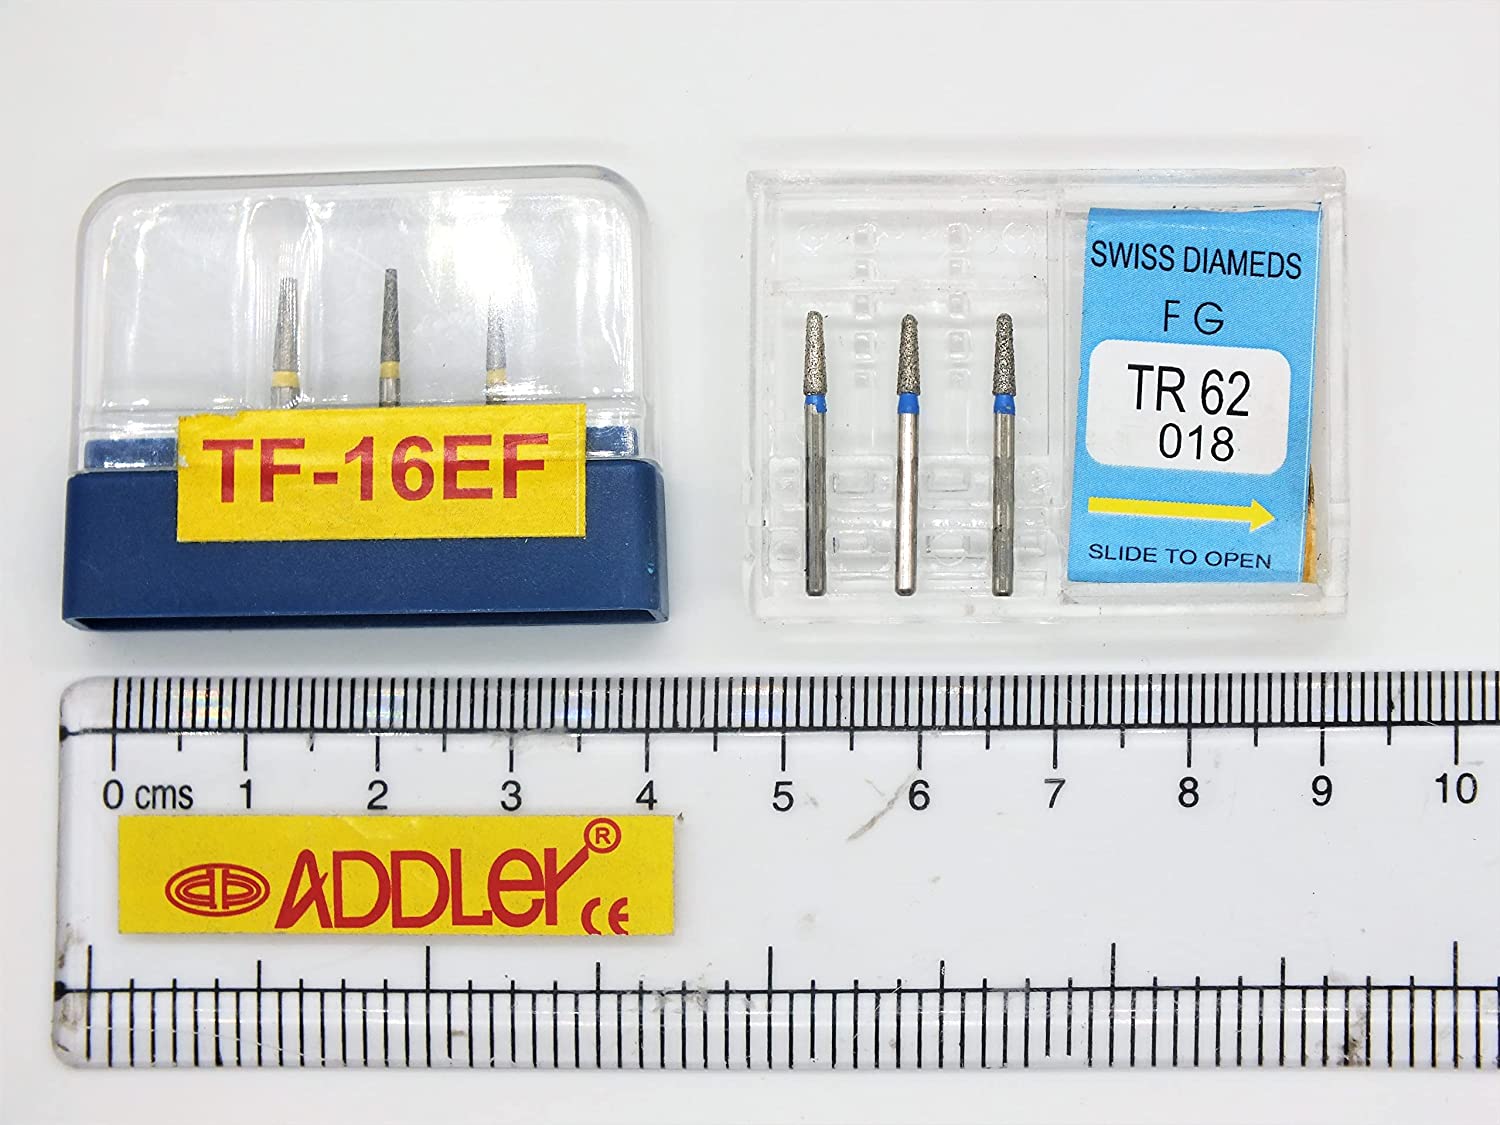 TF-16EF
SWISS DIAMEDS
FG
TR 62
018
SLIDE TO OPEN
0 cms 1 2 3 4 5 6 7 8 9 10
ADDLER®
CE